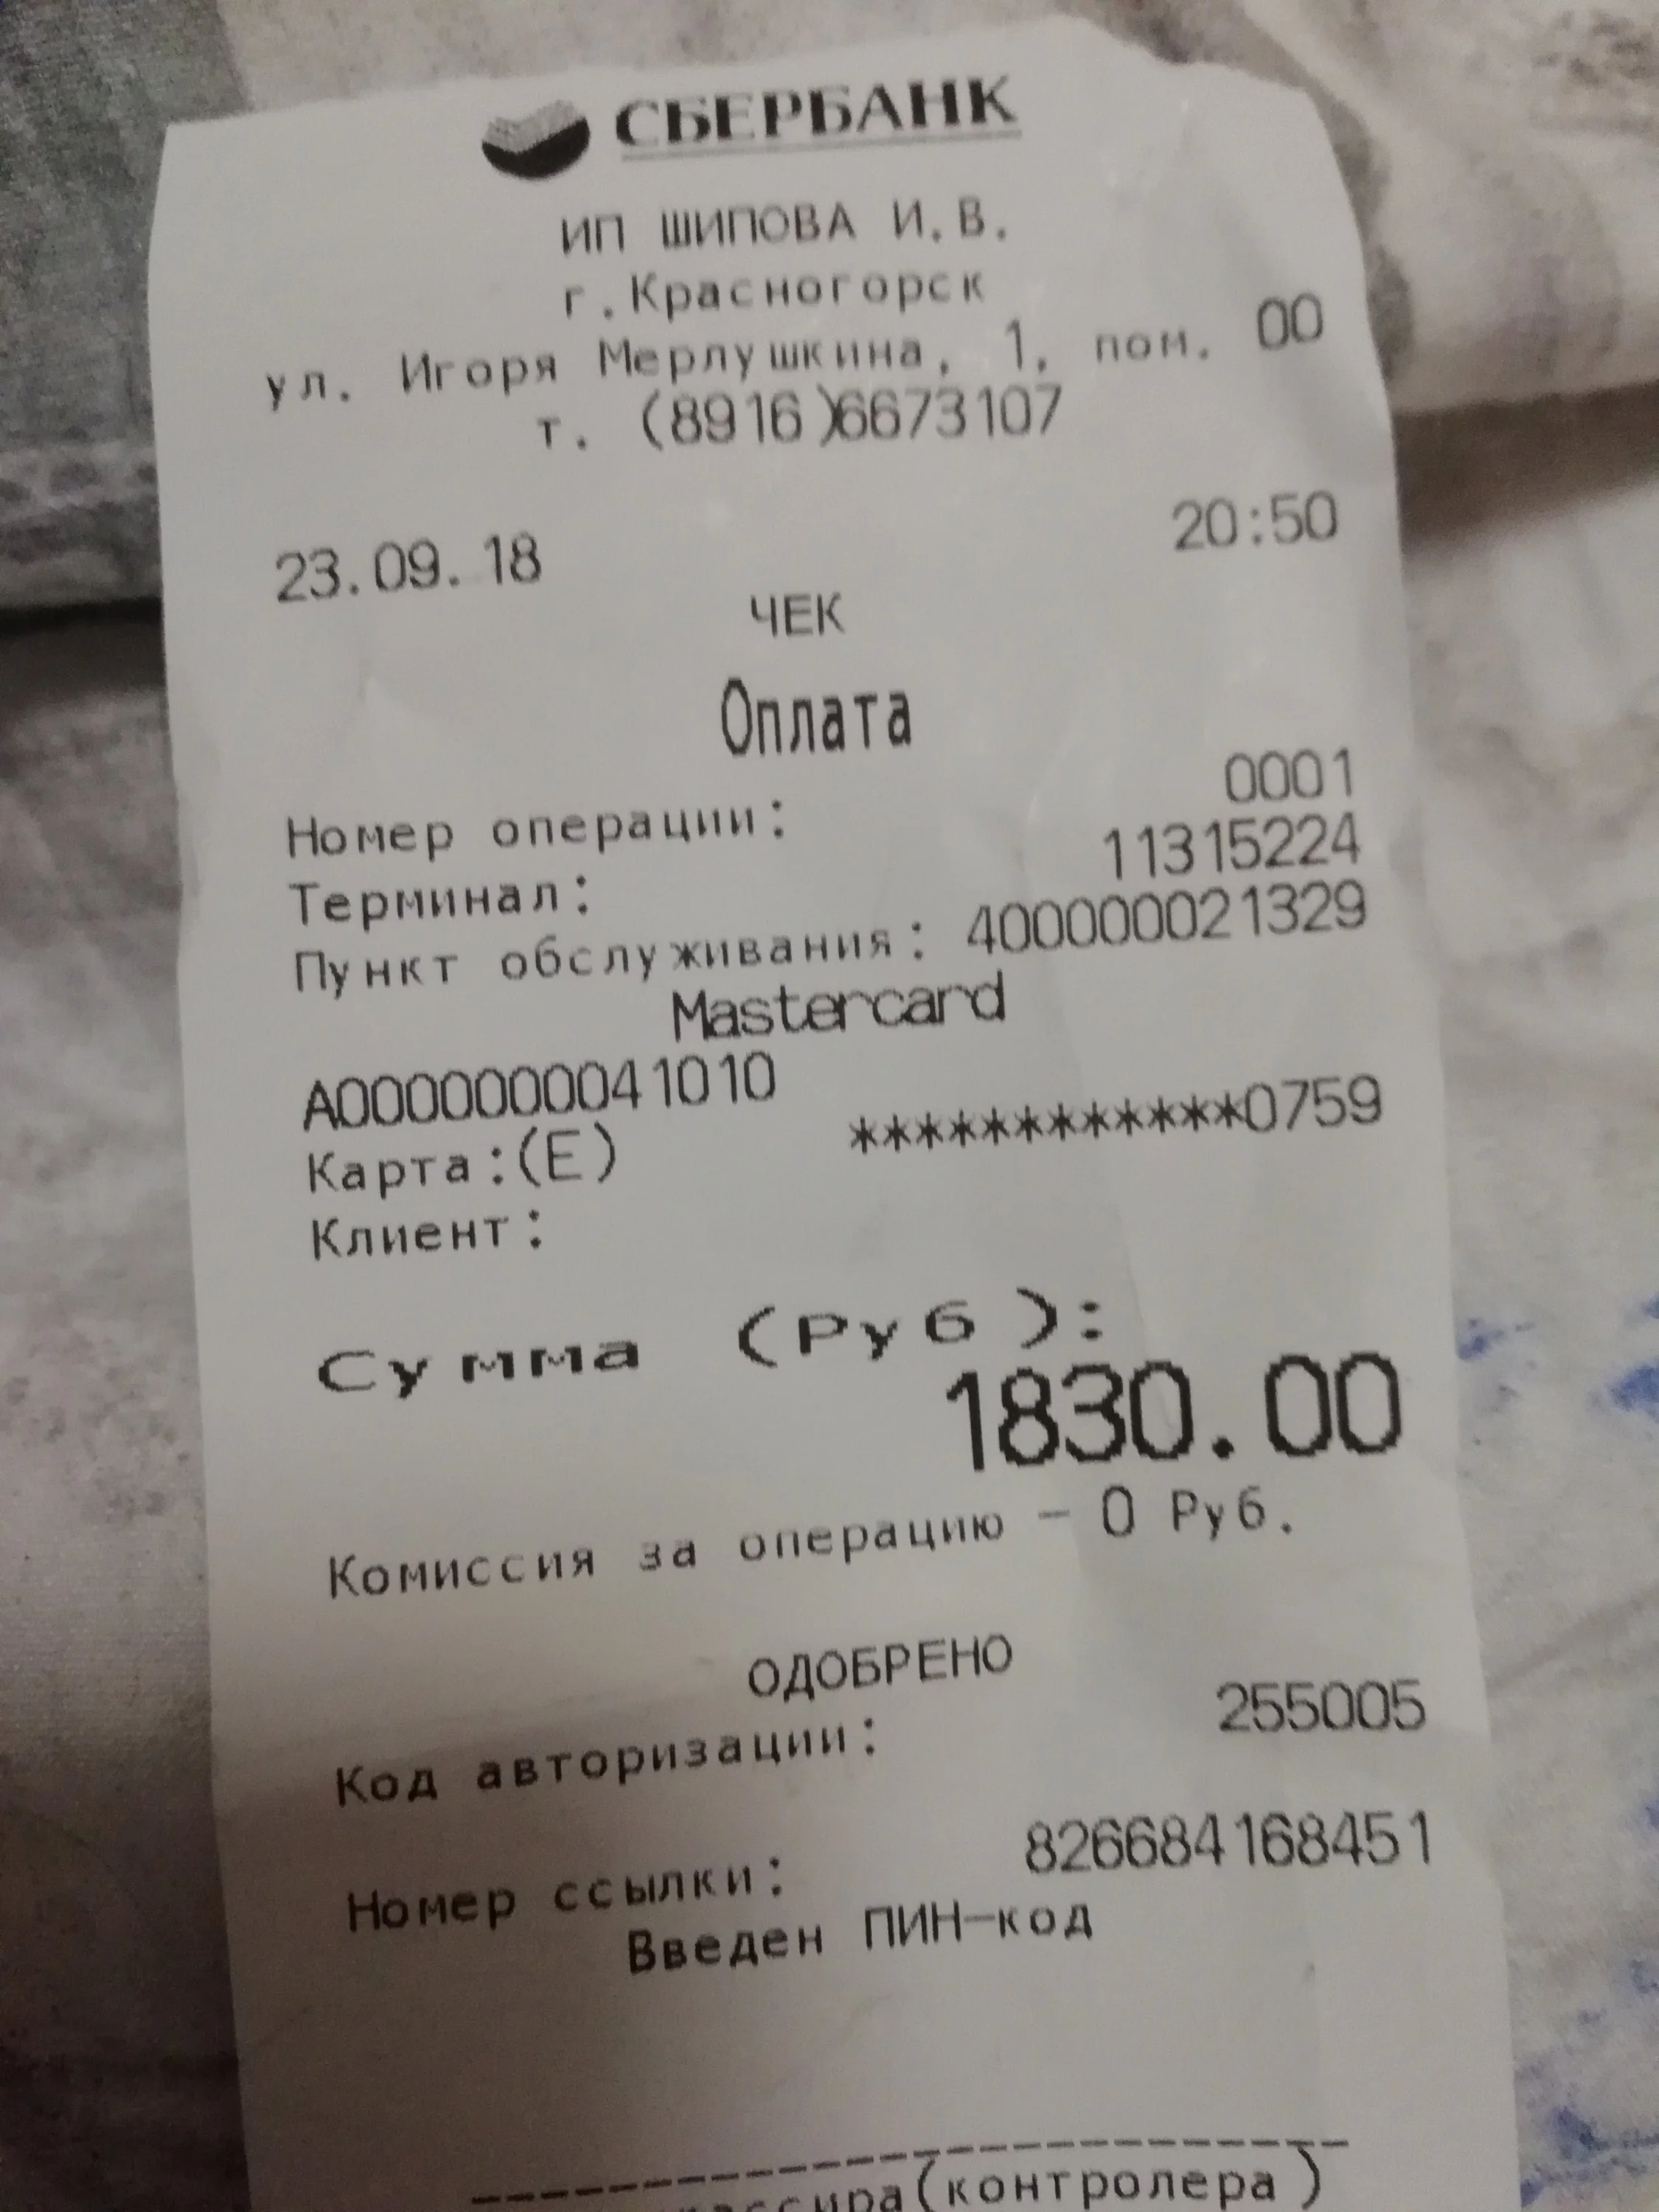 СБЕРБАНК
ИП ШИПОВА И.В.
г.Красногорск
ул. Игоря Мерлушкина, 1, пом. 00
т. (8916)6673107
23.09.18 20:50
ЧЕК
Оплата
Номер операции: 0001
Терминал: 11315224
Пункт обслуживания: 400000021329
Mastercard
A0000000041010
Карта:(E) ************0759
Клиент:
Сумма (Руб):
1830.00
Комиссия за операцию - 0 Руб.
ОДОБРЕНО
Код авторизации: 255005
Номер ссылки: 826684168451
Введен ПИН-код
(контролера)